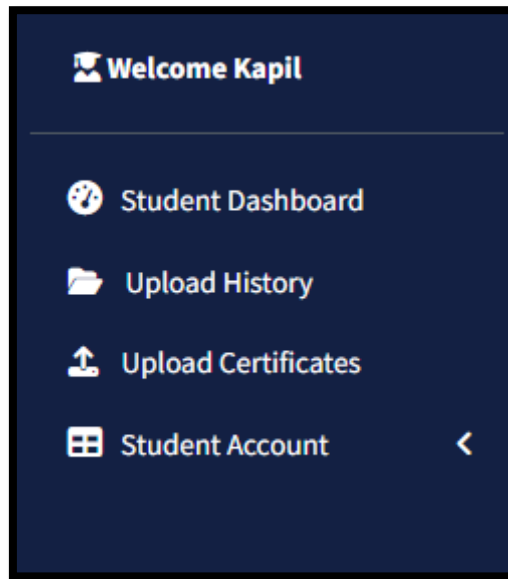 Welcome Kapil
Student Dashboard
Upload History
Upload Certificates
Student Account